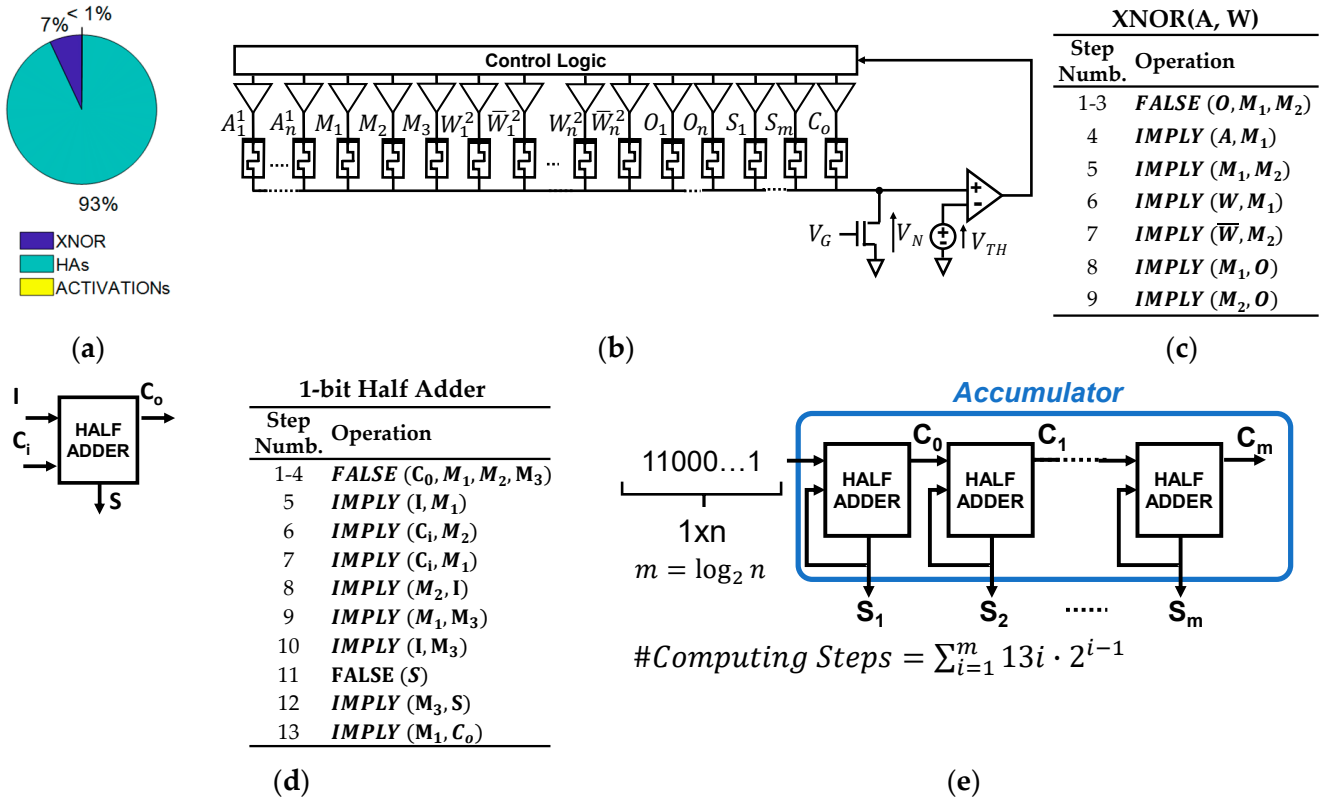 7%
< 1%
93%
XNOR
HAs
ACTIVATIONs
(a)
Control Logic
A₁¹ Aₙ¹ M₁ M₂ M₃ W₁² W̅₁² Wₙ² W̅ₙ² O₁ Oₙ S₁ Sₘ Cₒ
.... ... ...... ......
+
−
V_G
V_N
+
−
V_TH
(b)
XNOR(A, W)
Step Numb. Operation
1-3 FALSE (O, M₁, M₂)
4 IMPLY (A, M₁)
5 IMPLY (M₁, M₂)
6 IMPLY (W, M₁)
7 IMPLY (W̅, M₂)
8 IMPLY (M₁, O)
9 IMPLY (M₂, O)
(c)
I
Cᵢ
Cₒ
HALF
ADDER
S
1-bit Half Adder
Step Numb. Operation
1-4 FALSE (C₀, M₁, M₂, M₃)
5 IMPLY (I, M₁)
6 IMPLY (Cᵢ, M₂)
7 IMPLY (Cᵢ, M₁)
8 IMPLY (M₂, I)
9 IMPLY (M₁, M₃)
10 IMPLY (I, M₃)
11 FALSE (S)
12 IMPLY (M₃, S)
13 IMPLY (M₁, Cₒ)
(d)
Accumulator
11000...1
1xn
m = log₂ n
HALF
ADDER
C₀
HALF
ADDER
C₁
HALF
ADDER
Cₘ
S₁ S₂ ...... Sₘ
#Computing Steps = ∑ᵢ₌₁ᵐ 13i · 2ⁱ⁻¹
(e)